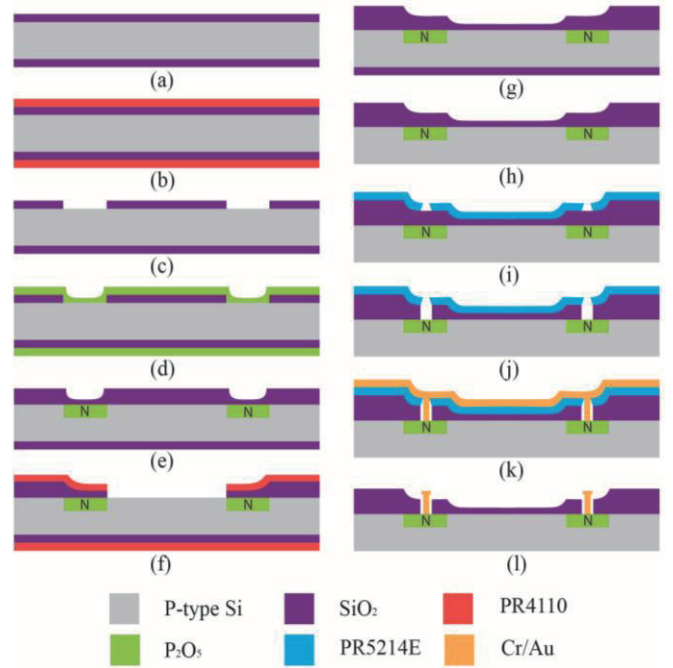 (a)
(b)
(c)
(d)
N N
(e)
N N
(f)
N N
(g)
N N
(h)
N N
(i)
N N
(j)
N N
(k)
N N
(l)
P-type Si
SiO₂
PR4110
P₂O₅
PR5214E
Cr/Au